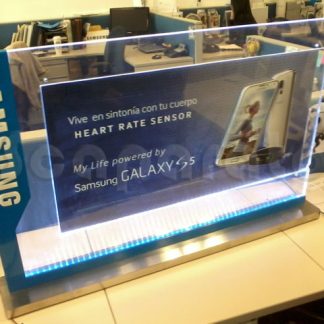 SAMSUNG
Vive en sintonía con tu cuerpo
HEART RATE SENSOR
My Life powered by
Samsung GALAXY S5